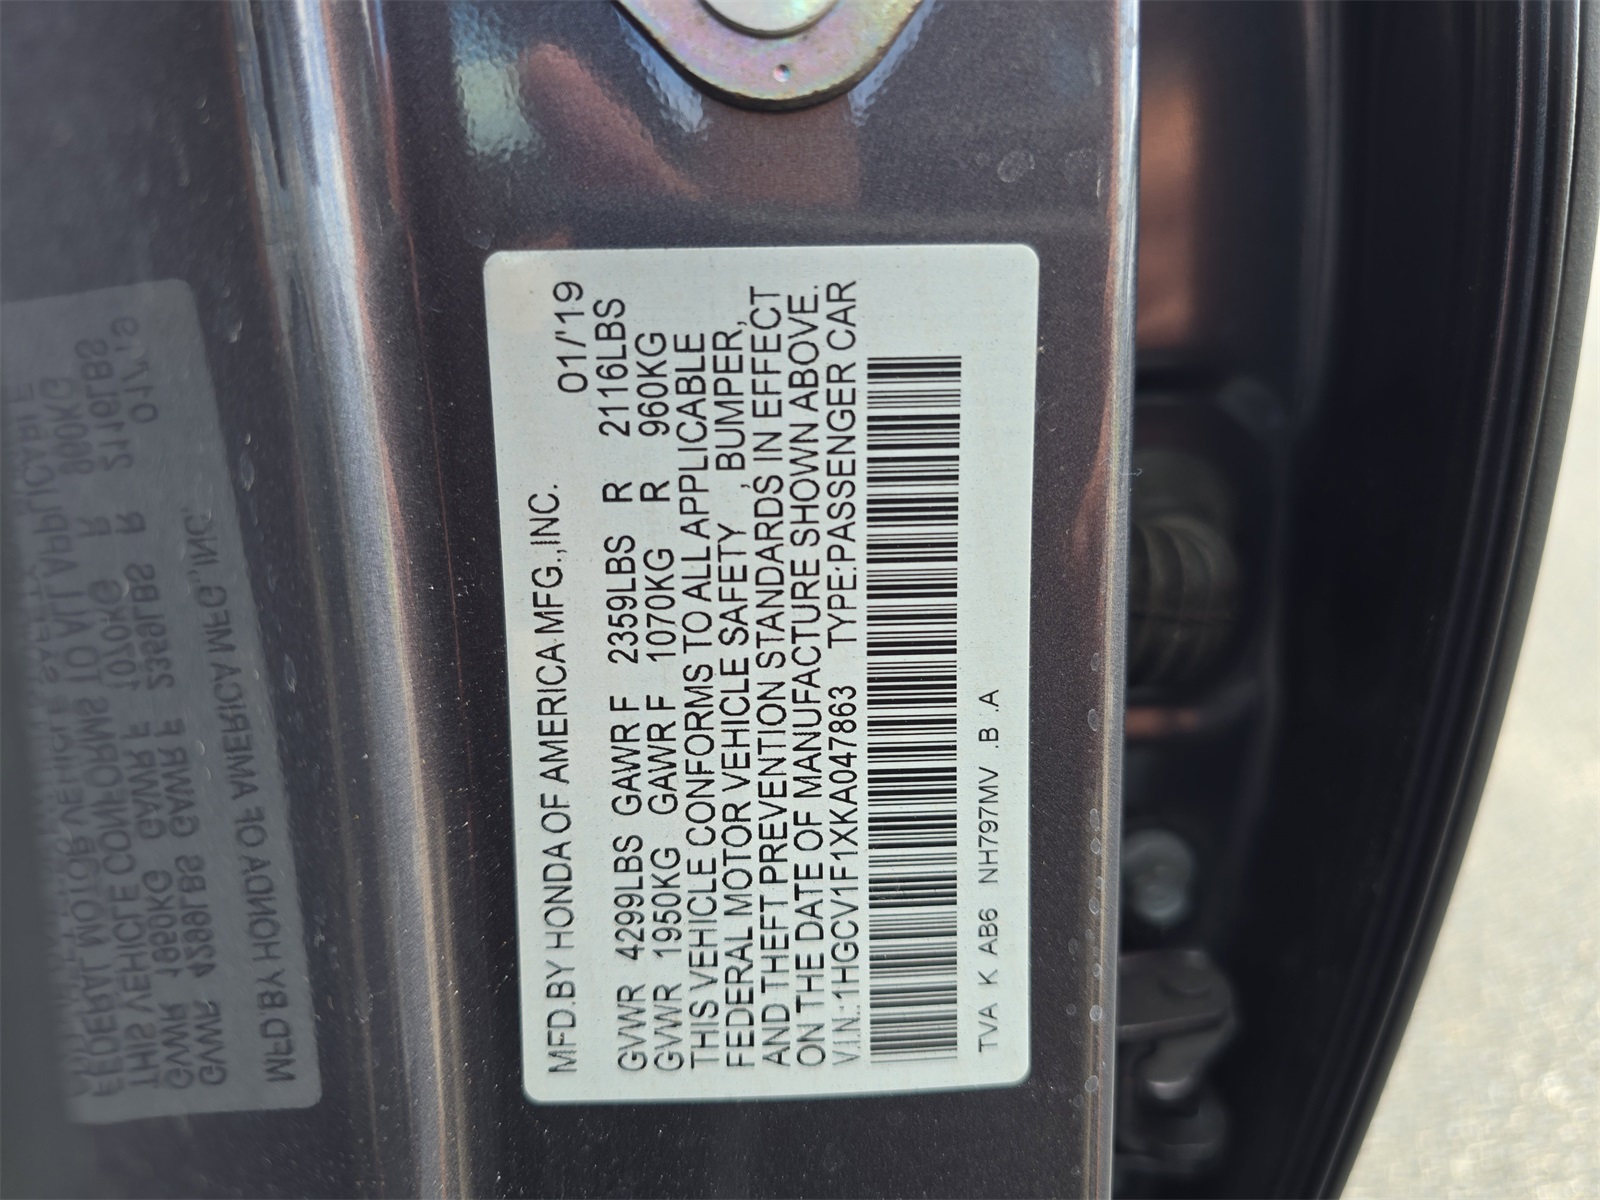 MFD.BY HONDA OF AMERICA MFG.,INC. 01/'19
GVWR 4299LBS GAWR F 2359LBS R 2116LBS
GVWR 1950KG GAWR F 1070KG R 960KG
THIS VEHICLE CONFORMS TO ALL APPLICABLE
FEDERAL MOTOR VEHICLE SAFETY , BUMPER,
AND THEFT PREVENTION STANDARDS IN EFFECT
ON THE DATE OF MANUFACTURE SHOWN ABOVE.
V.I.N.:1HGCV1F1XKA047863 TYPE:PASSENGER CAR
TVA K AB6 NH797MV .B :A